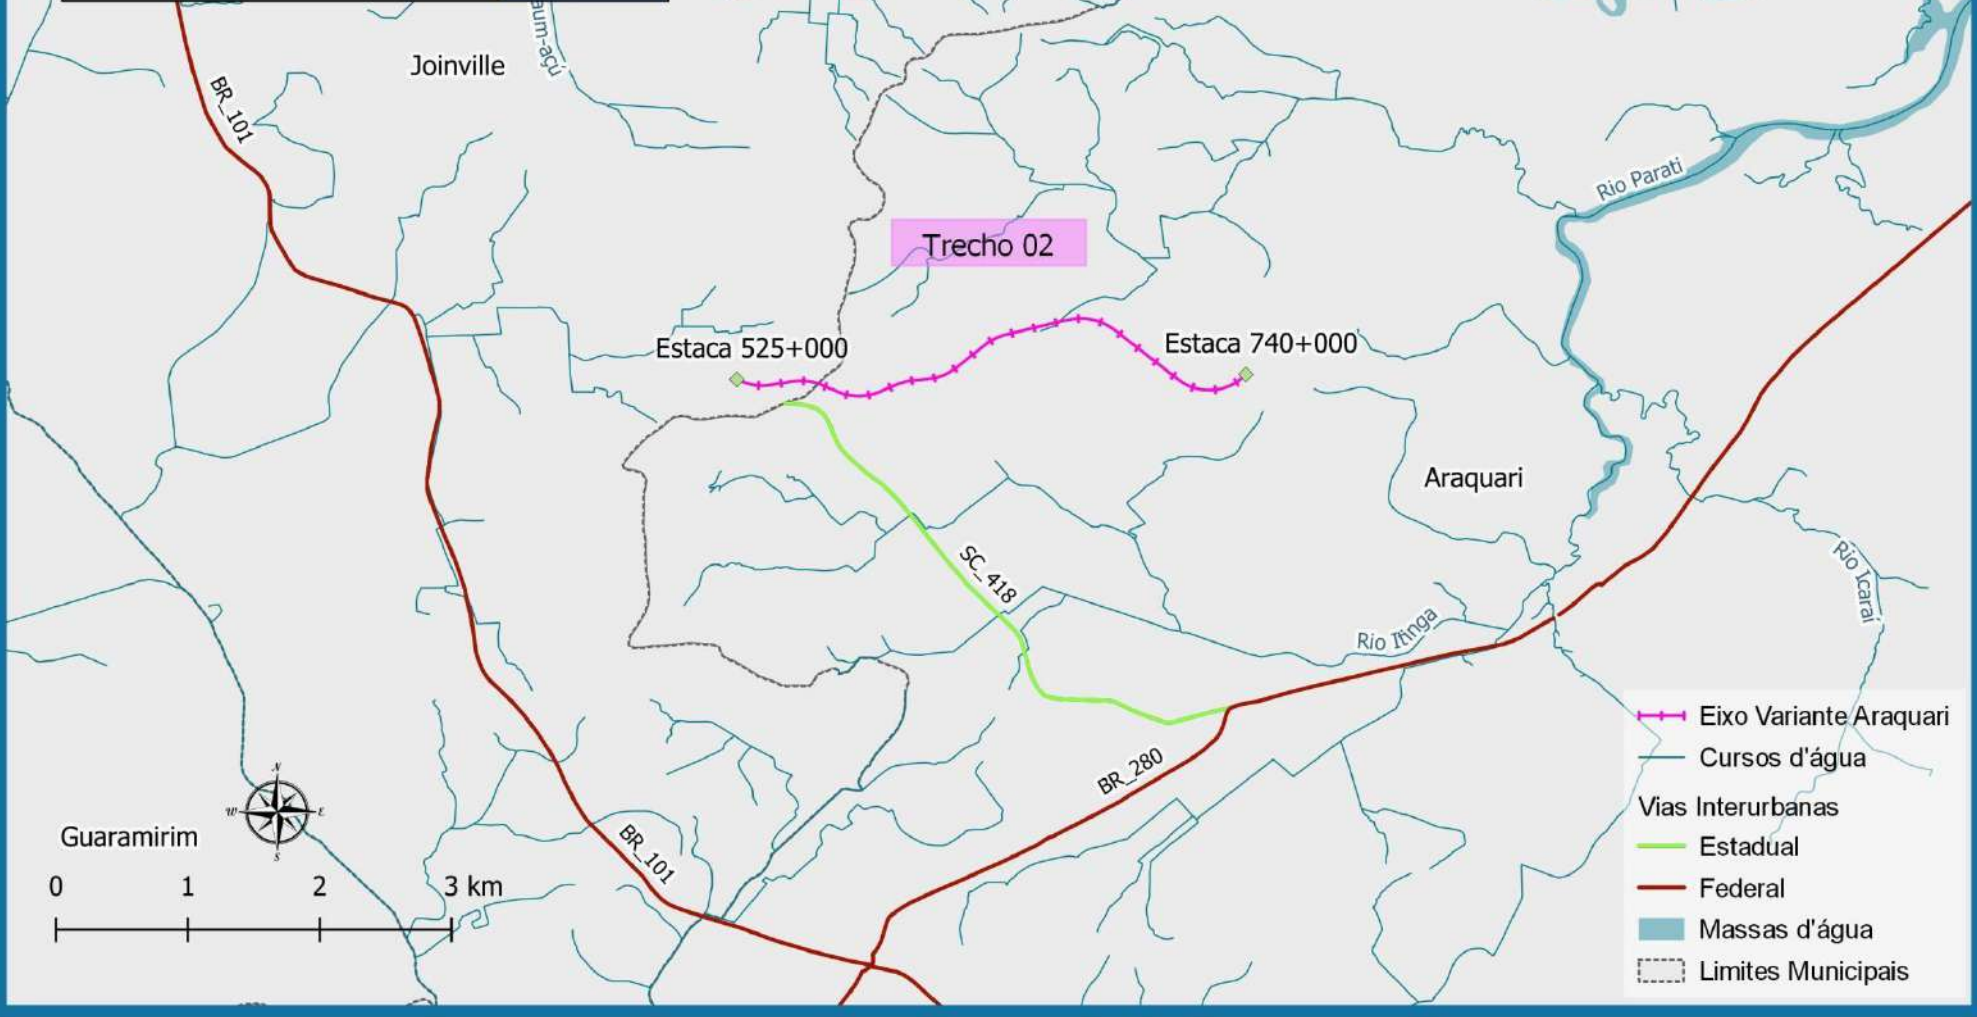 aum-açú
Joinville
BR_101
Rio Parati
Trecho 02
Estaca 525+000
Estaca 740+000
Araquari
SC_418
Rio Icaraí
Rio Itinga
BR_280
BR_101
N
W
E
S
Guaramirim
0 1 2 3 km
Eixo Variante Araquari
Cursos d'água
Vias Interurbanas
Estadual
Federal
Massas d'água
Limites Municipais